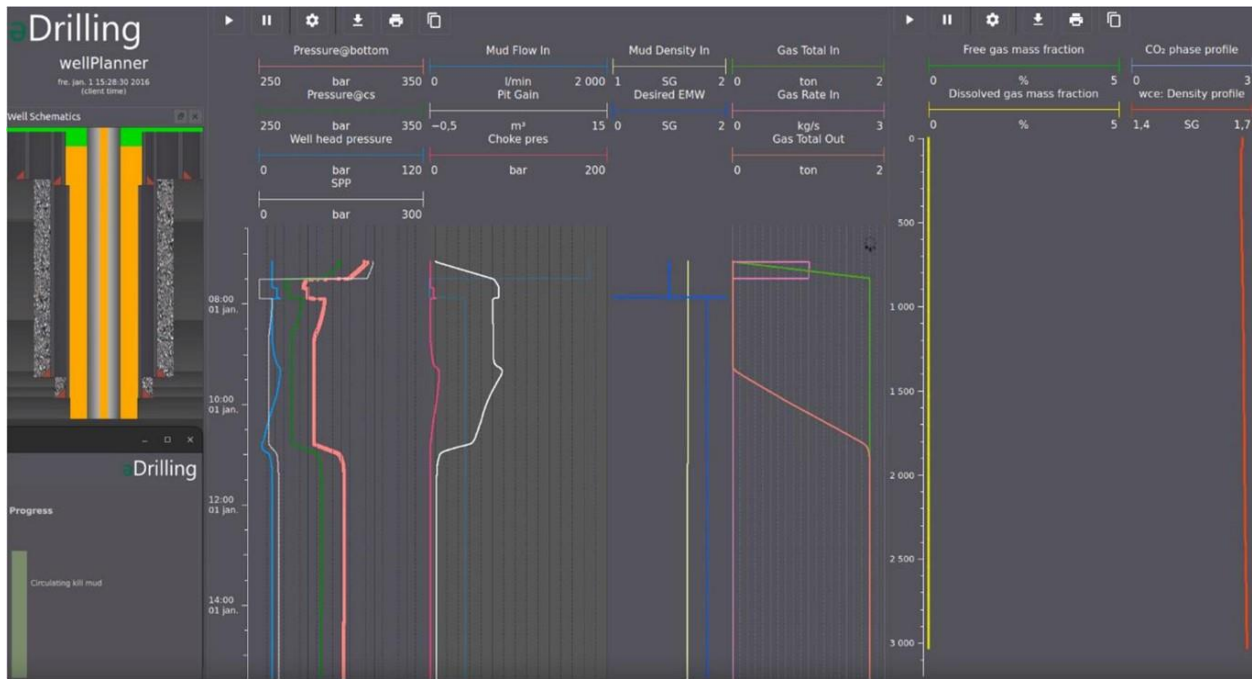 eDrilling
wellPlanner
fre. jan. 1 15:28:30 2016
(client time)
Well Schematics
Pressure@bottom
250 bar 350
Pressure@cs
250 bar 350
Well head pressure
0 bar 120
SPP
0 bar 300
Mud Flow In
0 l/min 2 000
Pit Gain
−0,5 m³ 15
Choke pres
0 bar 200
Mud Density In
1 SG 2
Desired EMW
0 SG 2
Gas Total In
0 ton 2
Gas Rate In
0 kg/s 3
Gas Total Out
0 ton 2
Free gas mass fraction
0 % 5
Dissolved gas mass fraction
0 % 5
CO₂ phase profile
0 3
wce: Density profile
1,4 SG 1,7
08:00
01 jan.
10:00
01 jan.
12:00
01 jan.
14:00
01 jan.
0
500
1 000
1 500
2 000
2 500
3 000
eDrilling
Progress
Circulating kill mud